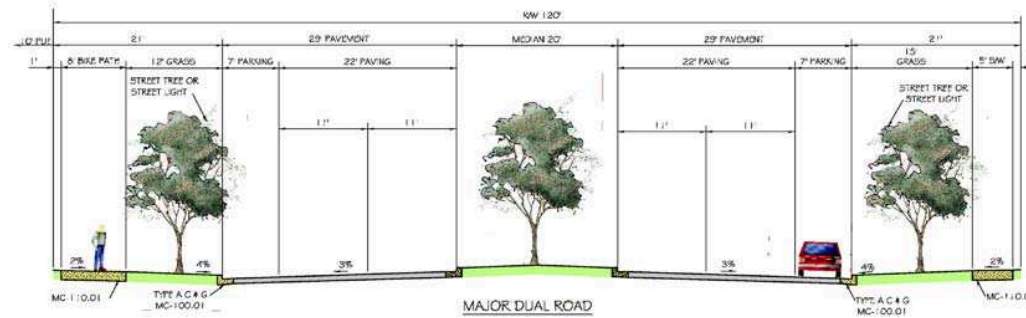 R/W 120'
10' PUE
21'
29' PAVEMENT
MEDIAN 20'
29' PAVEMENT
21'
1'
8' BIKE PATH
12' GRASS
7' PARKING
22' PAVING
22' PAVING
7' PARKING
15'
GRASS
5' S/W
STREET TREE OR
STREET LIGHT
STREET TREE OR
STREET LIGHT
11'
11'
11'
11'
2%
4%
3%
3%
4%
2%
MC-110.01
TYPE A C & G
MC-100.01
MAJOR DUAL ROAD
TYPE A C & G
MC-100.01